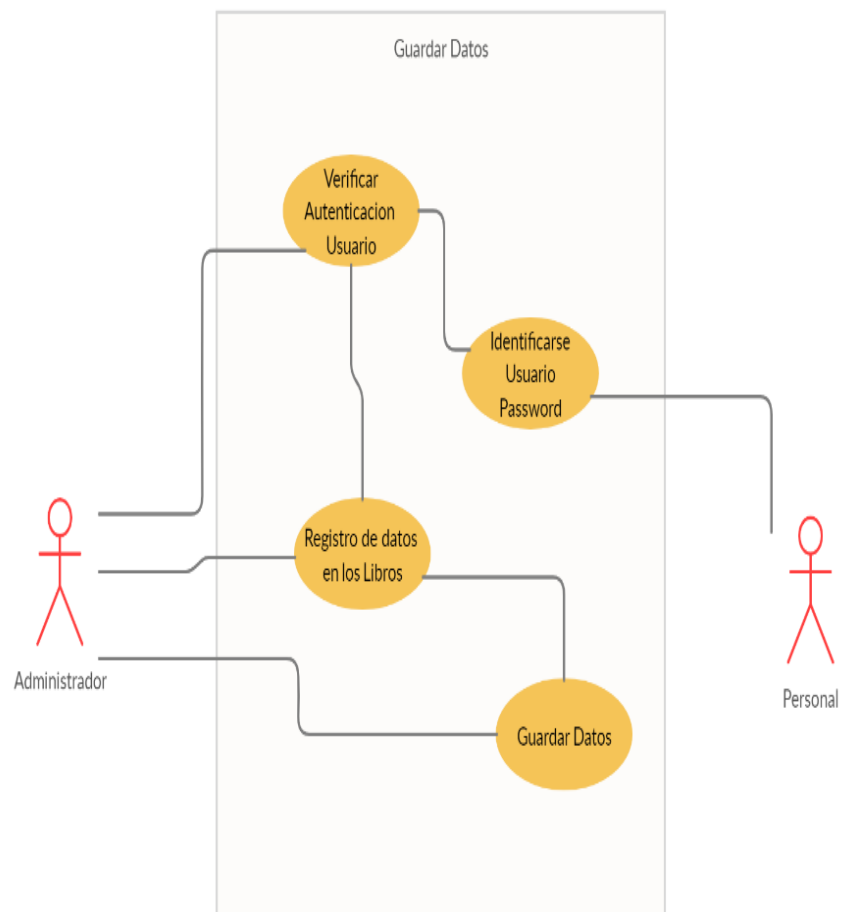 Guardar Datos
Verificar
Autenticacion
Usuario
Identificarse
Usuario
Password
Registro de datos
en los Libros
Administrador
Personal
Guardar Datos